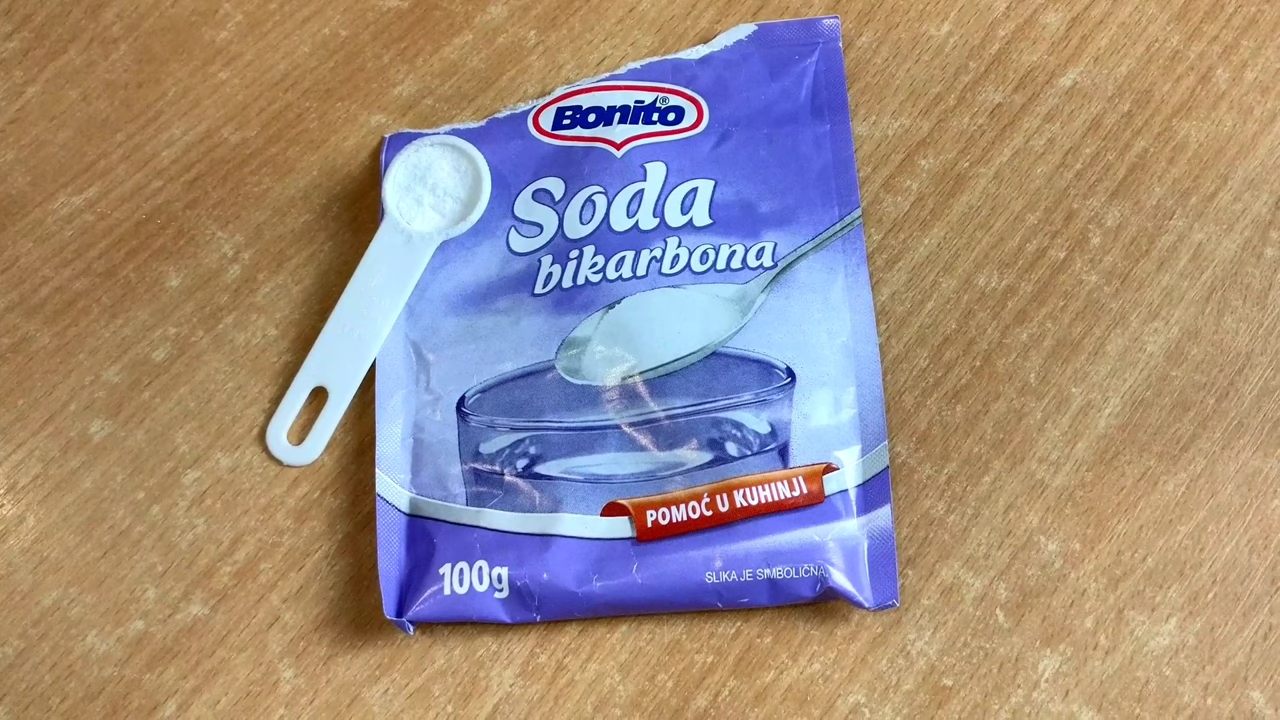 Bonito®
Soda
bikarbona
POMOĆ U KUHINJI
100g
SLIKA JE SIMBOLIČNA.